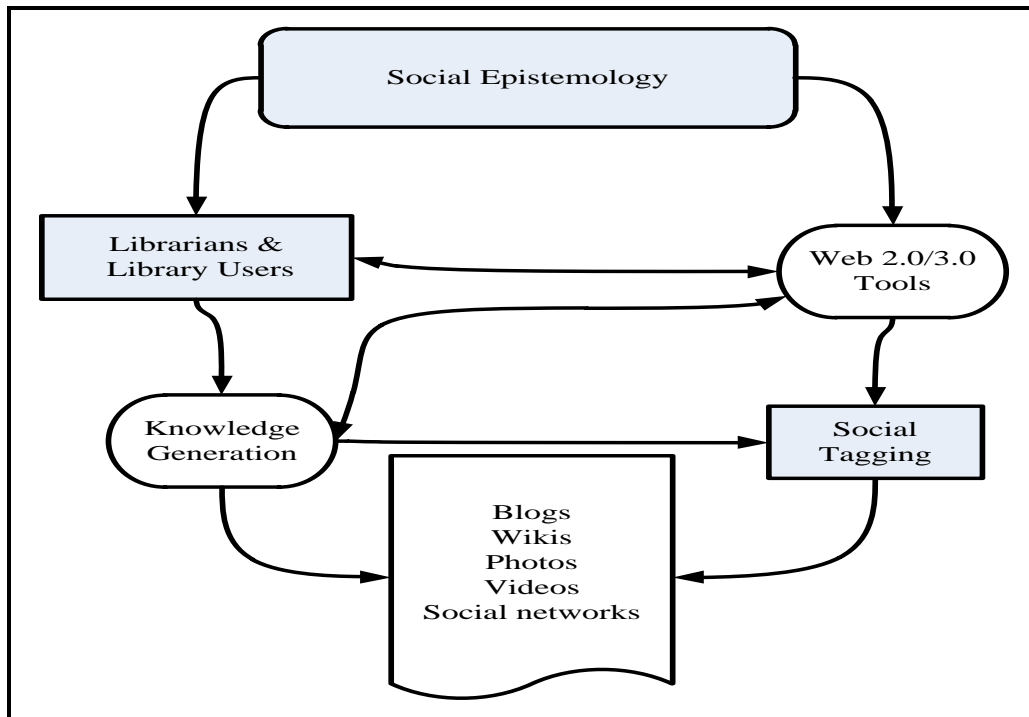 Social Epistemology
Librarians &
Library Users
Web 2.0/3.0
Tools
Knowledge
Generation
Social
Tagging
Blogs
Wikis
Photos
Videos
Social networks